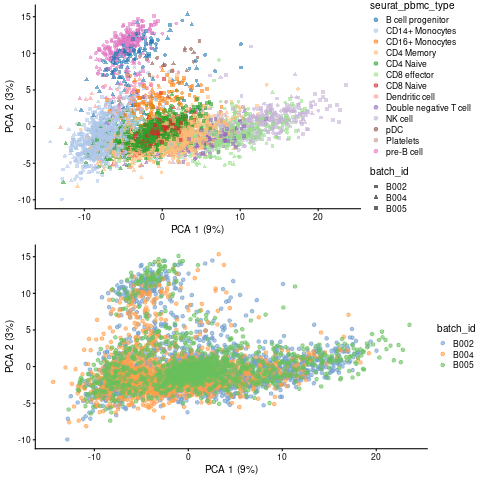 seurat_pbmc_type
B cell progenitor
CD14+ Monocytes
CD16+ Monocytes
CD4 Memory
CD4 Naive
CD8 effector
CD8 Naive
Dendritic cell
Double negative T cell
NK cell
pDC
Platelets
pre-B cell
batch_id
B002
B004
B005
15
10
5
0
-5
-10
PCA 2 (3%)
-10 0 10 20
PCA 1 (9%)
15
10
5
0
-5
-10
PCA 2 (3%)
-10 0 10 20
PCA 1 (9%)
batch_id
B002
B004
B005